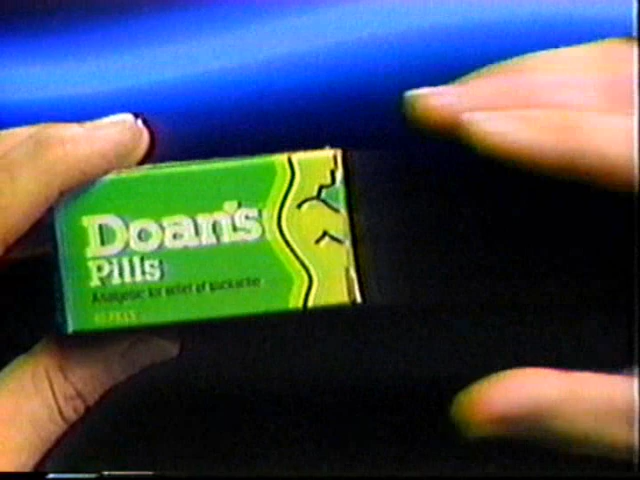 Doan's
Pills
Analgesic for relief of backache